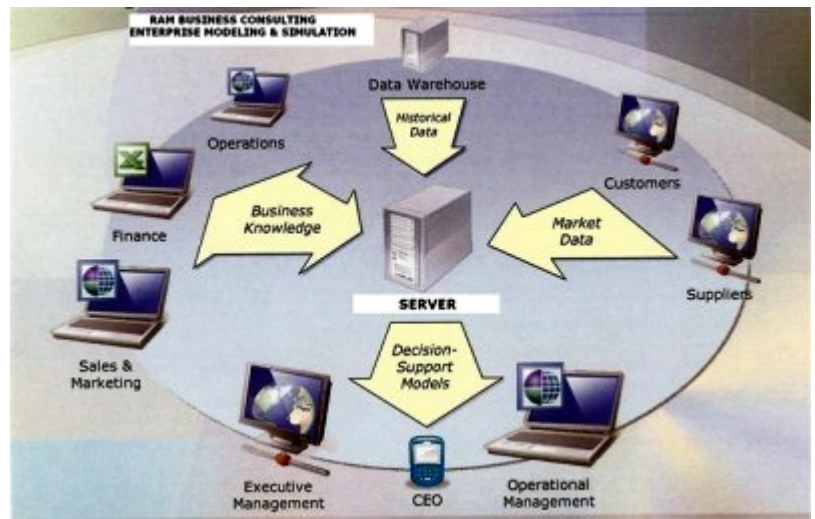 RAM BUSINESS CONSULTING
ENTERPRISE MODELING & SIMULATION
Data Warehouse
Historical
Data
Operations
Customers
Finance
Business
Knowledge
Market
Data
Suppliers
SERVER
Sales &
Marketing
Decision-
Support
Models
Executive
Management
CEO
Operational
Management